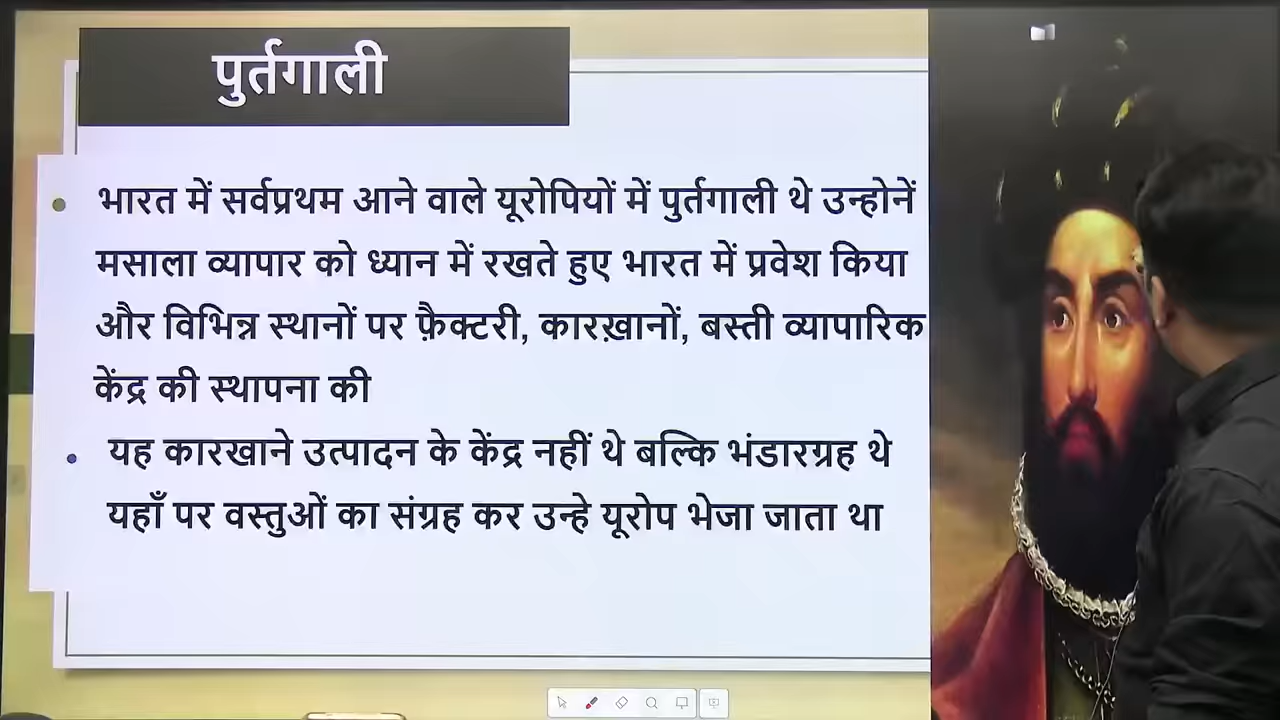 पुर्तगाली
भारत में सर्वप्रथम आने वाले यूरोपियों में पुर्तगाली थे उन्होनें
मसाला व्यापार को ध्यान में रखते हुए भारत में प्रवेश किया
और विभिन्न स्थानों पर फ़ैक्टरी, कारख़ानों, बस्ती व्यापारिक
केंद्र की स्थापना की
यह कारखाने उत्पादन के केंद्र नहीं थे बल्कि भंडारग्रह थे
यहाँ पर वस्तुओं का संग्रह कर उन्हे यूरोप भेजा जाता था